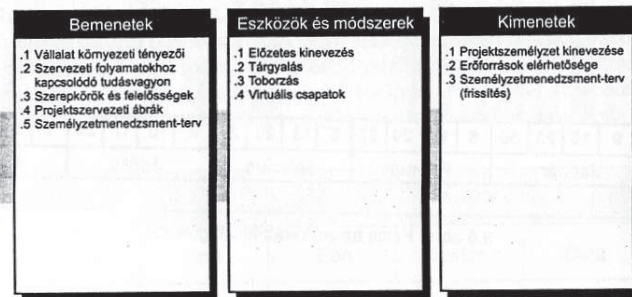 Bemenetek
.1 Vállalat környezeti tényezői
.2 Szervezeti folyamatokhoz
kapcsolódó tudásvagyon
.3 Szerepkörök és felelősségek
.4 Projektszervezeti ábrák
.5 Személyzetmenedzsment-terv
Eszközök és módszerek
.1 Előzetes kinevezés
.2 Tárgyalás
.3 Toborzás
.4 Virtuális csapatok
Kimenetek
.1 Projektszemélyzet kinevezése
.2 Erőforrások elérhetősége
.3 Személyzetmenedzsment-terv
(frissítés)